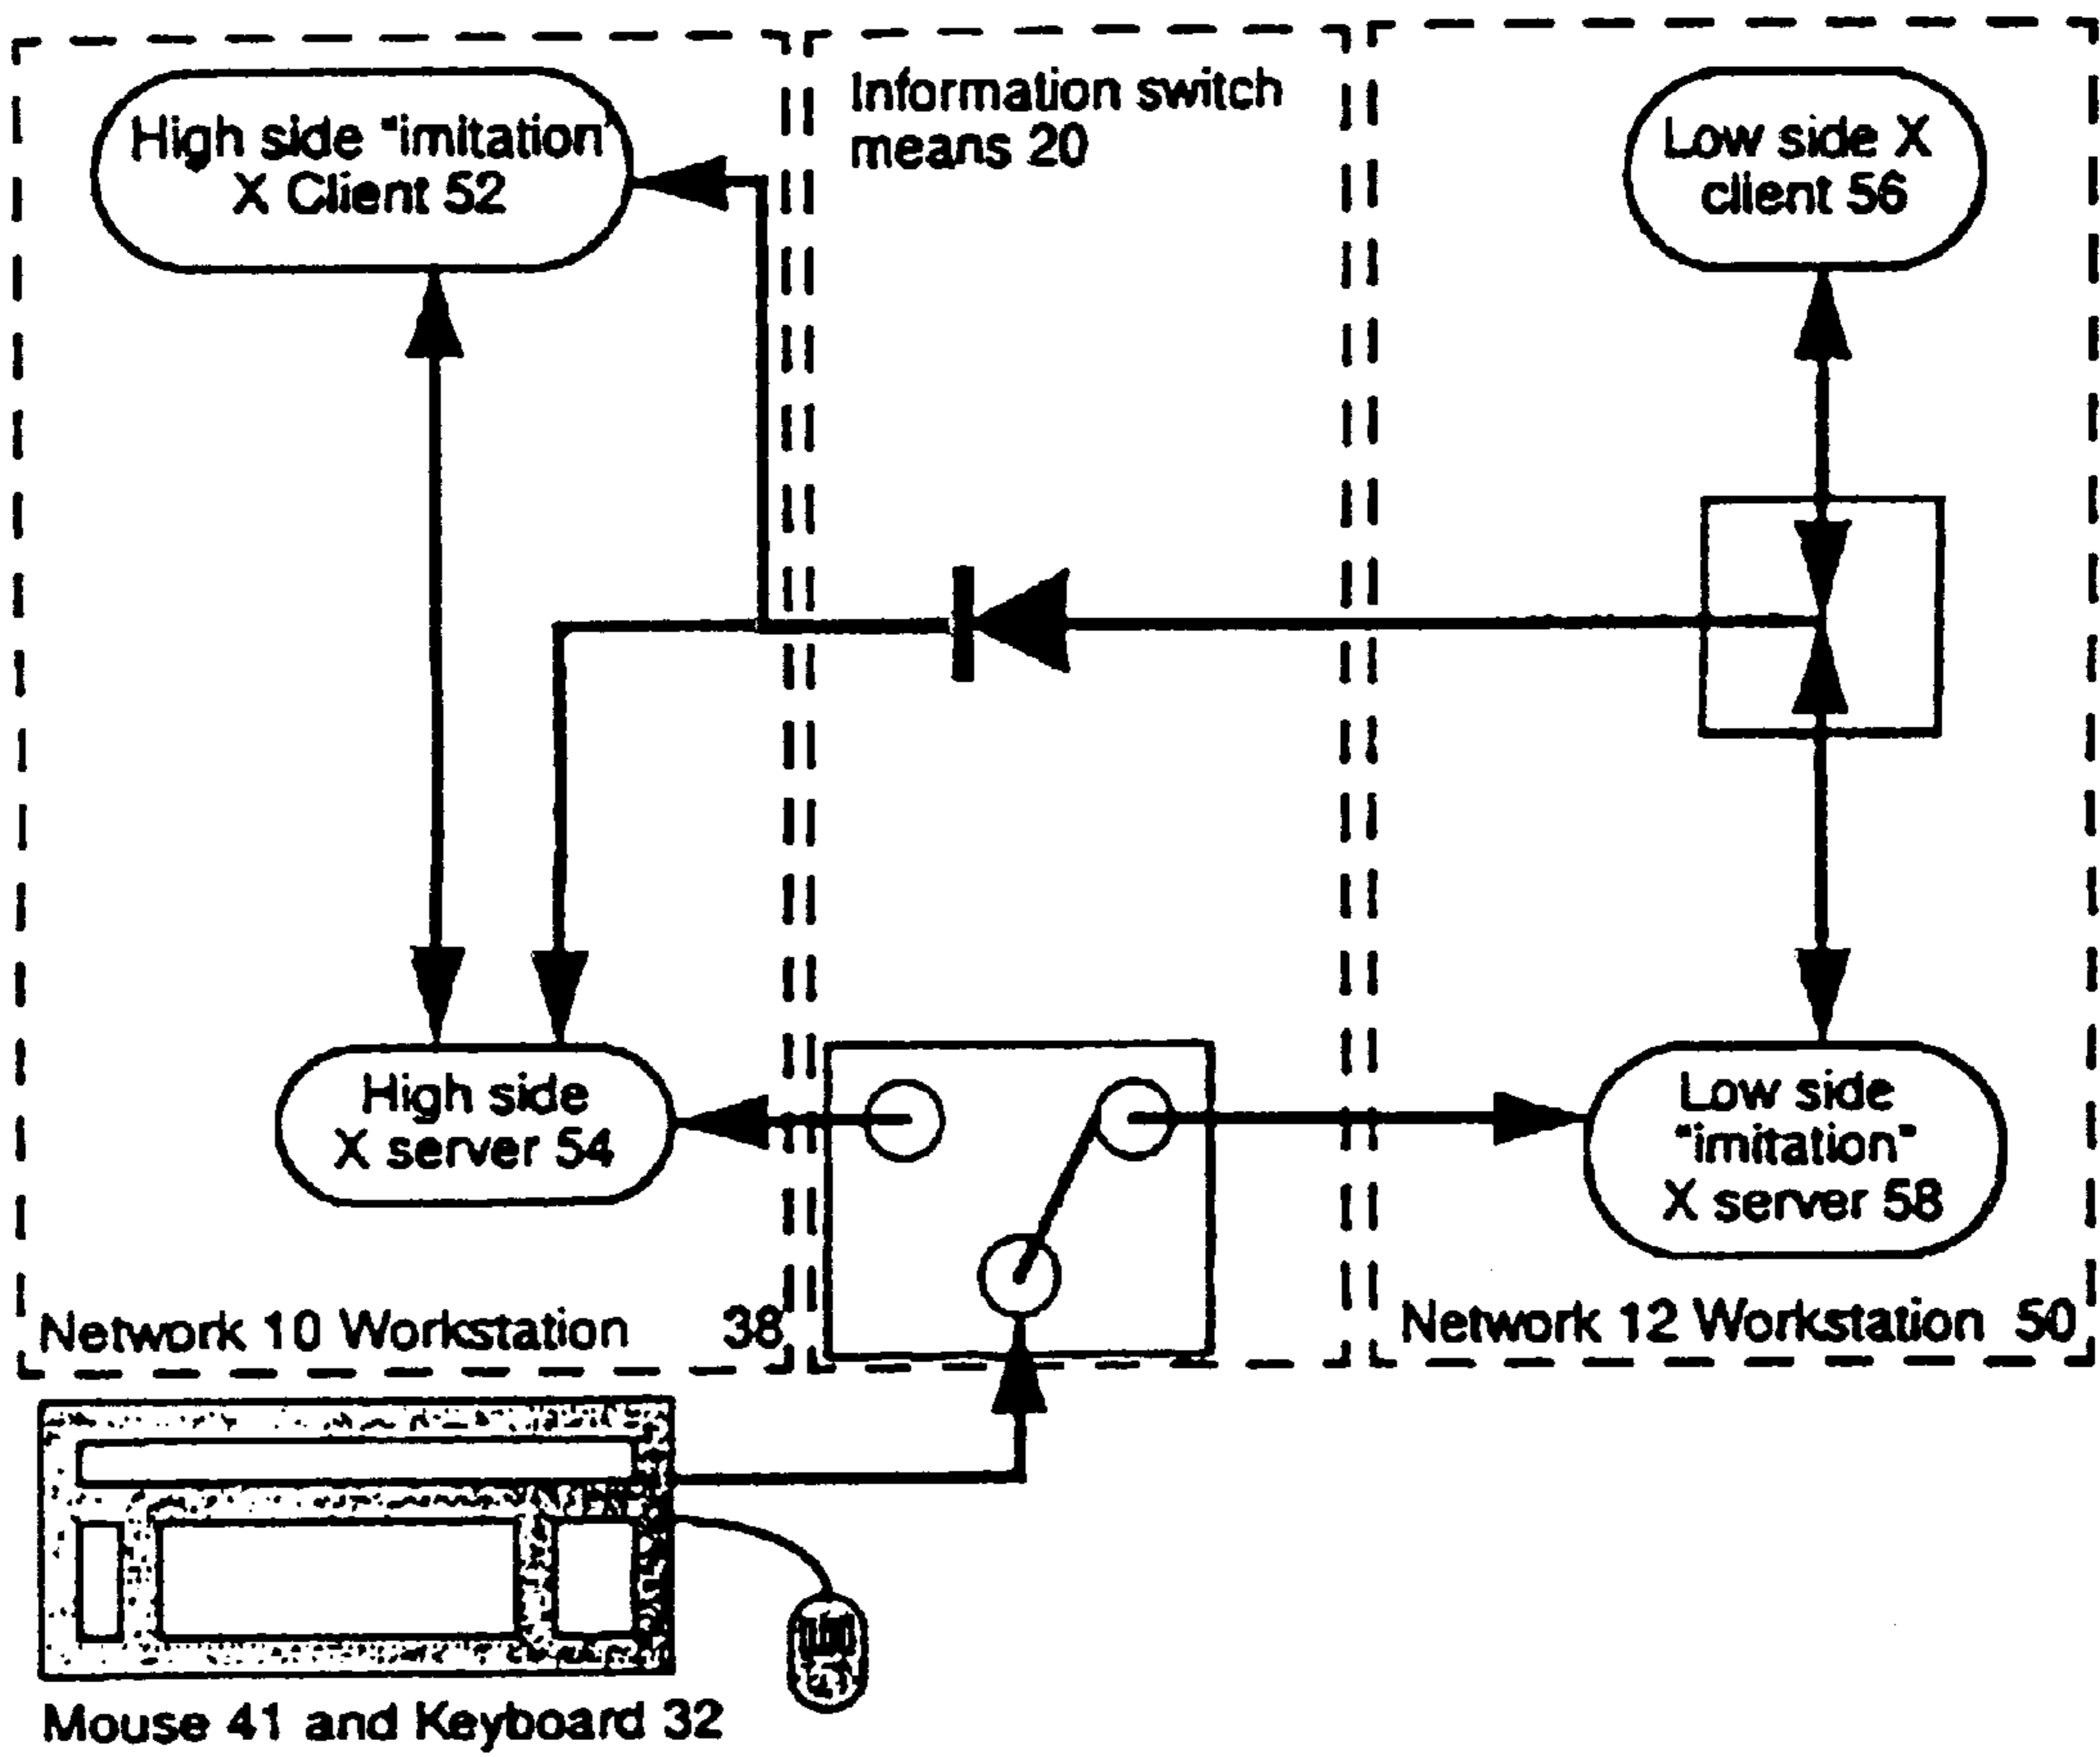 High side "imitation
X Client 52
Information switch
means 20
Low side X
client 56
High side
X server 54
Low side
"imitation"
X server 58
Network 10 Workstation 38
Network 12 Workstation 50
Mouse 41 and Keyboard 32